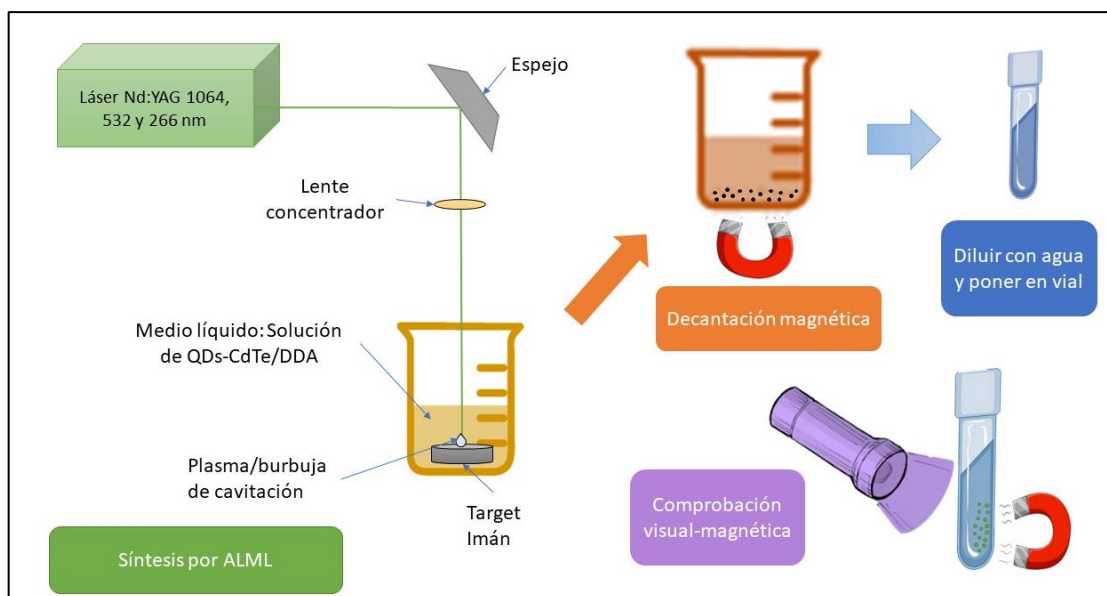 Láser Nd:YAG 1064,
532 y 266 nm
Espejo
Lente
concentrador
Medio líquido: Solución
de QDs-CdTe/DDA
Plasma/burbuja
de cavitación
Target
Imán
Síntesis por ALML
Decantación magnética
Diluir con agua
y poner en vial
Comprobación
visual-magnética